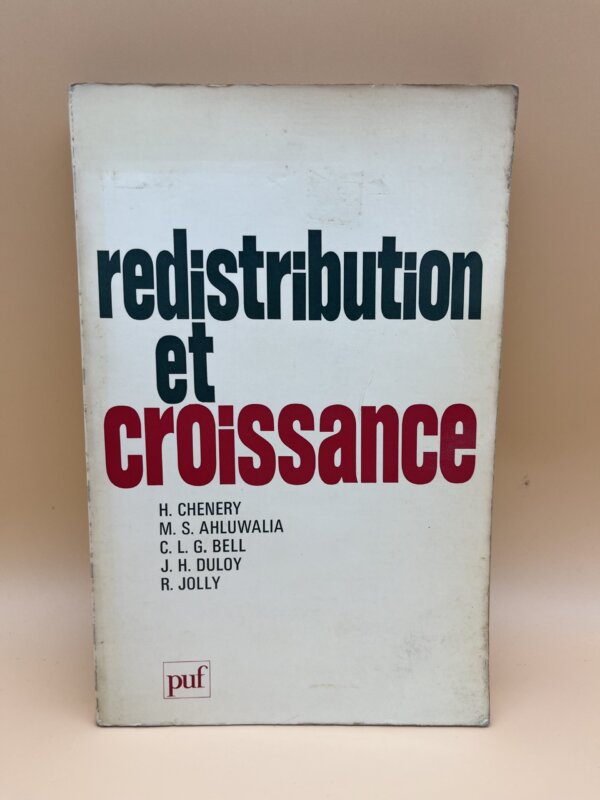 redistribution
et
croissance
H. CHENERY
M. S. AHLUWALIA
C. L. G. BELL
J. H. DULOY
R. JOLLY
puf